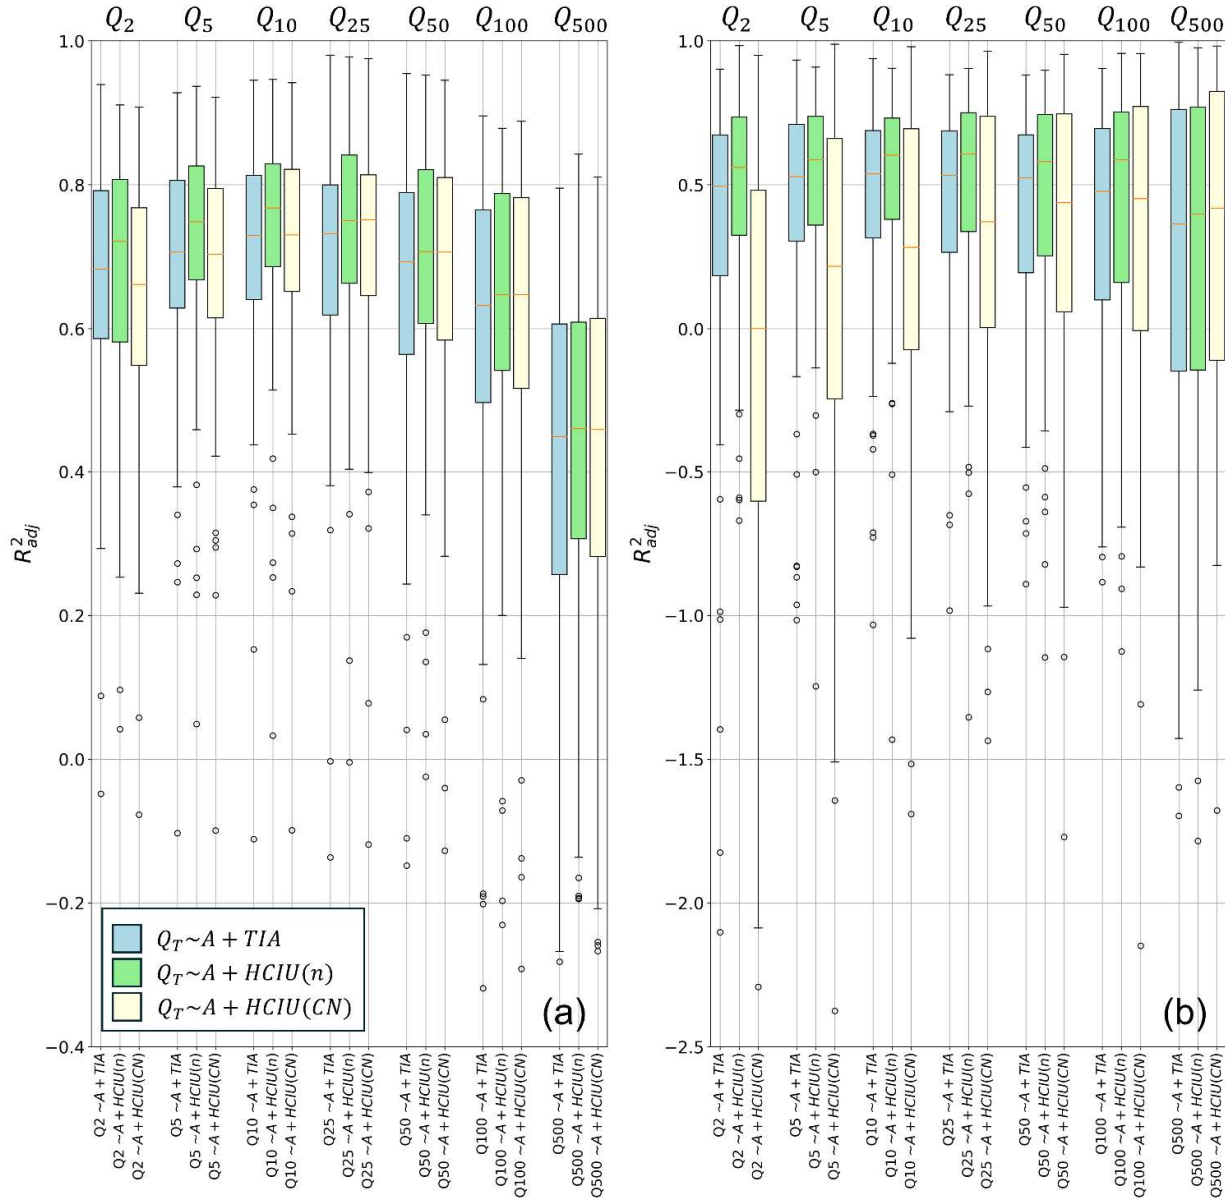 Q2 Q5 Q10 Q25 Q50 Q100 Q500
1.0
0.8
0.6
0.4
0.2
0.0
−0.2
−0.4
R²adj
Q_T~A + TIA
Q_T~A + HCIU(n)
Q_T~A + HCIU(CN)
(a)
Q2 ~A + TIA
Q2 ~A + HCIU(n)
Q2 ~A + HCIU(CN)
Q5 ~A + TIA
Q5 ~A + HCIU(n)
Q5 ~A + HCIU(CN)
Q10 ~A + TIA
Q10 ~A + HCIU(n)
Q10 ~A + HCIU(CN)
Q25 ~A + TIA
Q25 ~A + HCIU(n)
Q25 ~A + HCIU(CN)
Q50 ~A + TIA
Q50 ~A + HCIU(n)
Q50 ~A + HCIU(CN)
Q100 ~A + TIA
Q100 ~A + HCIU(n)
Q100 ~A + HCIU(CN)
Q500 ~A + TIA
Q500 ~A + HCIU(n)
Q500 ~A + HCIU(CN)
Q2 Q5 Q10 Q25 Q50 Q100 Q500
1.0
0.5
0.0
−0.5
−1.0
−1.5
−2.0
−2.5
R²adj
(b)
Q2 ~A + TIA
Q2 ~A + HCIU(n)
Q2 ~A + HCIU(CN)
Q5 ~A + TIA
Q5 ~A + HCIU(n)
Q5 ~A + HCIU(CN)
Q10 ~A + TIA
Q10 ~A + HCIU(n)
Q10 ~A + HCIU(CN)
Q25 ~A + TIA
Q25 ~A + HCIU(n)
Q25 ~A + HCIU(CN)
Q50 ~A + TIA
Q50 ~A + HCIU(n)
Q50 ~A + HCIU(CN)
Q100 ~A + TIA
Q100 ~A + HCIU(n)
Q100 ~A + HCIU(CN)
Q500 ~A + TIA
Q500 ~A + HCIU(n)
Q500 ~A + HCIU(CN)